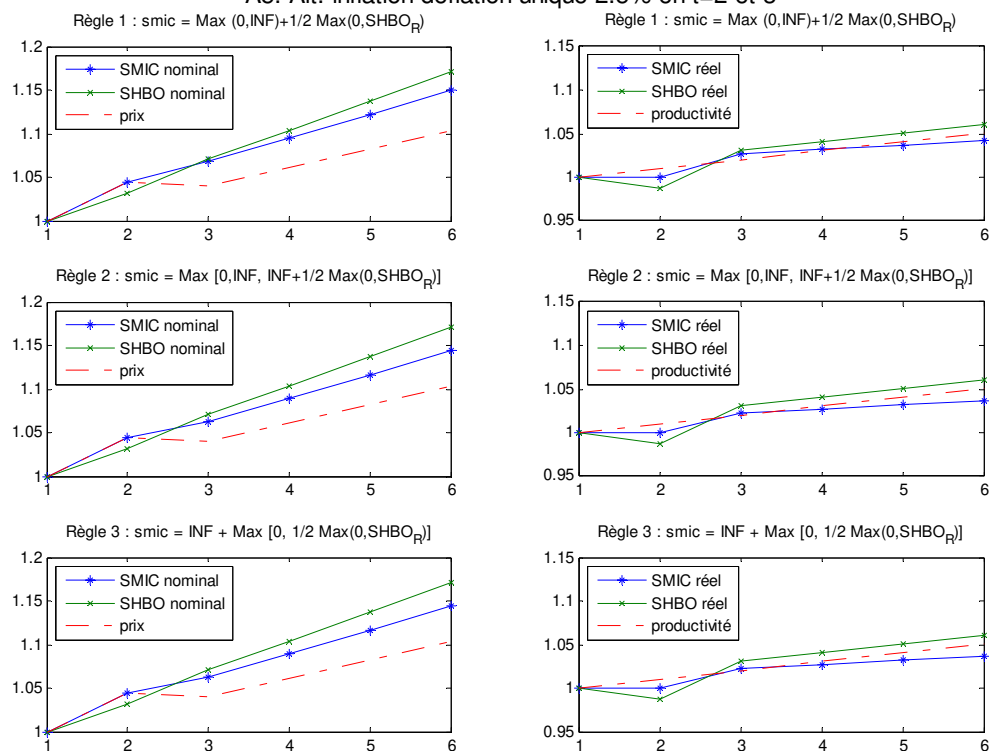 Alt. inflation déflation unique en t=2 et
Règle 1 : smic = Max (0,INF)+1/2 Max(0,SHBO_R)
1.2
1.15
1.1
1.05
1
SMIC nominal
SHBO nominal
prix
1 2 3 4 5 6
Règle 1 : smic = Max (0,INF)+1/2 Max(0,SHBO_R)
1.15
1.1
1.05
1
0.95
SMIC réel
SHBO réel
productivité
1 2 3 4 5 6
Règle 2 : smic = Max [0,INF, INF+1/2 Max(0,SHBO_R)]
1.2
1.15
1.1
1.05
1
SMIC nominal
SHBO nominal
prix
1 2 3 4 5 6
Règle 2 : smic = Max [0,INF, INF+1/2 Max(0,SHBO_R)]
1.15
1.1
1.05
1
0.95
SMIC réel
SHBO réel
productivité
1 2 3 4 5 6
Règle 3 : smic = INF + Max [0, 1/2 Max(0,SHBO_R)]
1.2
1.15
1.1
1.05
1
SMIC nominal
SHBO nominal
prix
1 2 3 4 5 6
Règle 3 : smic = INF + Max [0, 1/2 Max(0,SHBO_R)]
1.15
1.1
1.05
1
0.95
SMIC réel
SHBO réel
productivité
1 2 3 4 5 6